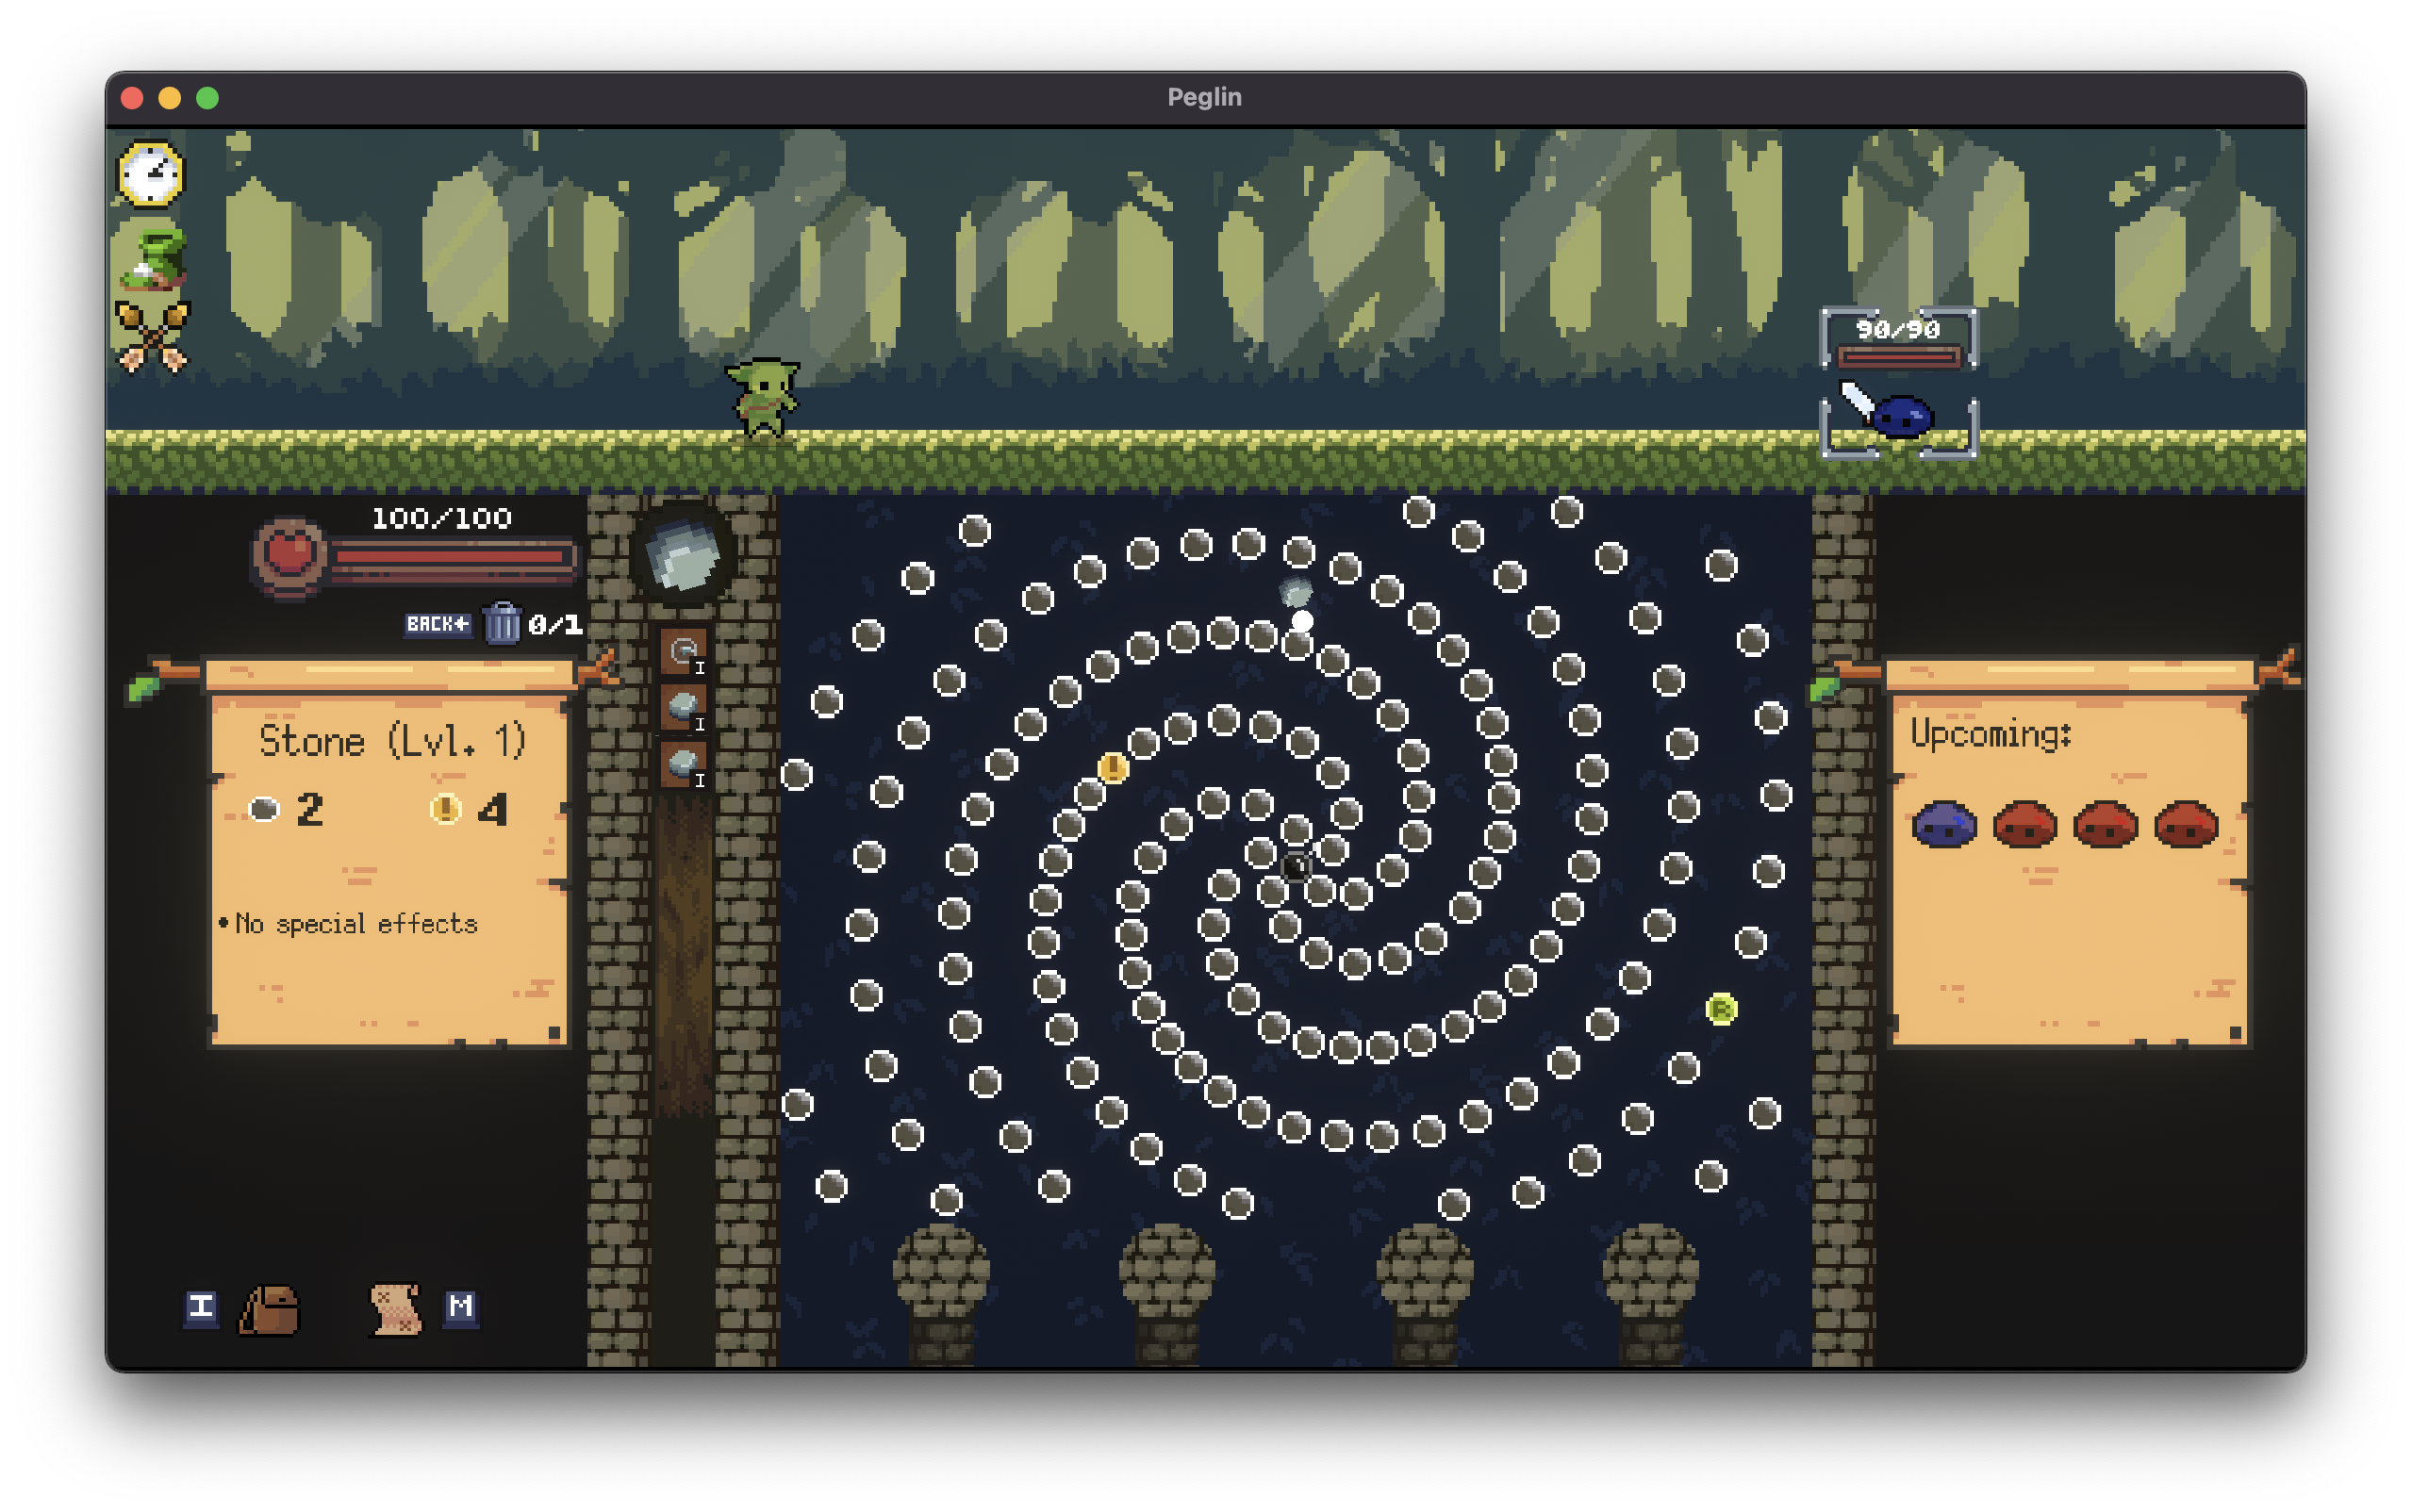 Peglin
90/90
100/100
BACK←
0/1
I
I
I
Stone (Lvl. 1)
2
! 4
•No special effects
!
R
Upcoming:
I
M